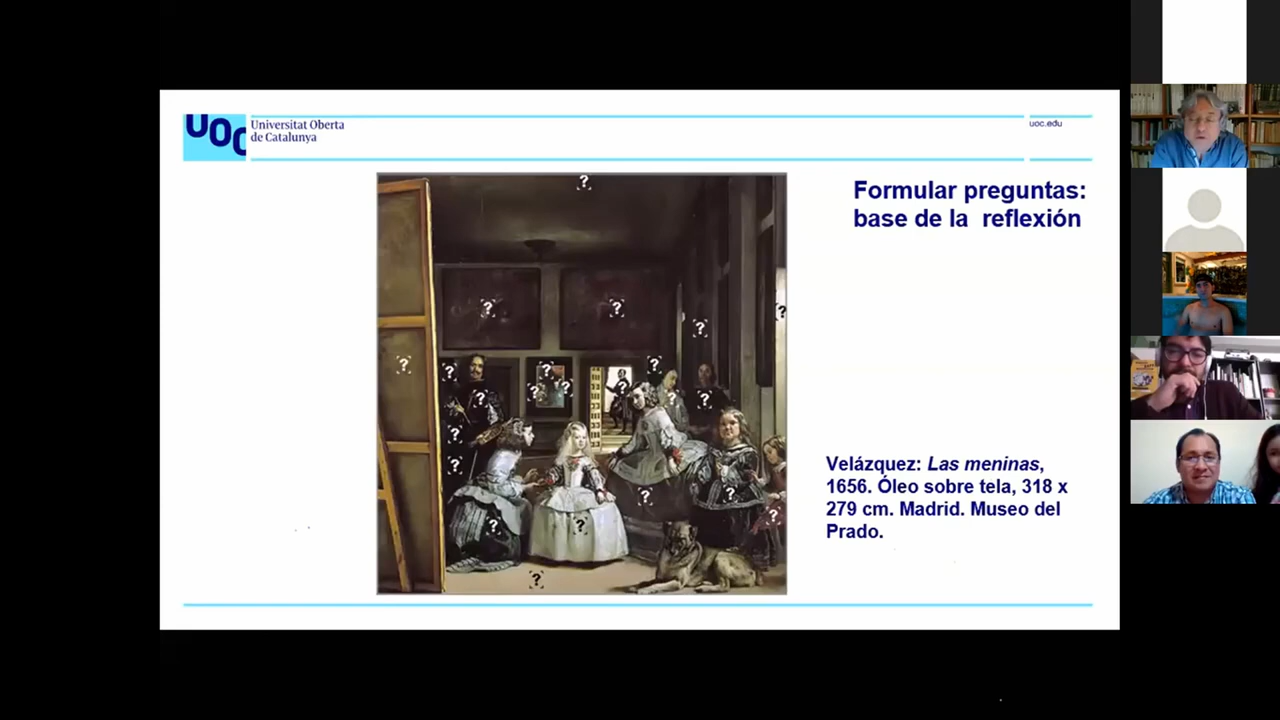 UOC
Universitat Oberta
de Catalunya
uoc.edu
Formular preguntas:
base de la reflexión
Velázquez: Las meninas,
1656. Óleo sobre tela, 318 x
279 cm. Madrid. Museo del
Prado.